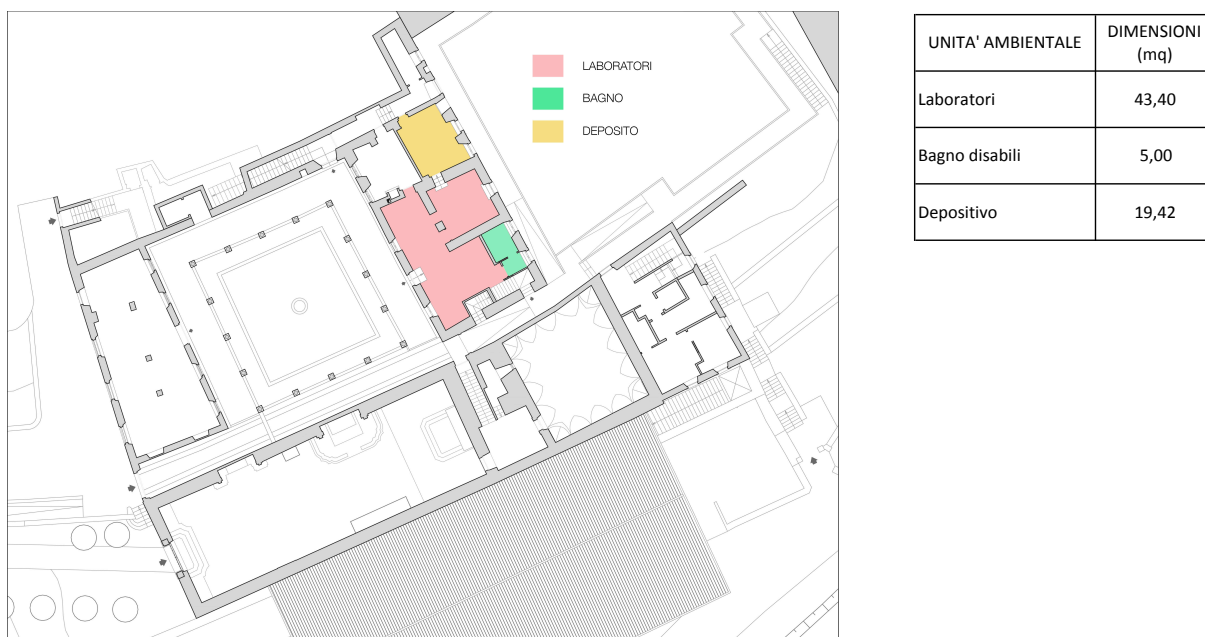 LABORATORI
BAGNO
DEPOSITO
UNITA' AMBIENTALE DIMENSIONI
(mq)
Laboratori 43,40
Bagno disabili 5,00
Depositivo 19,42